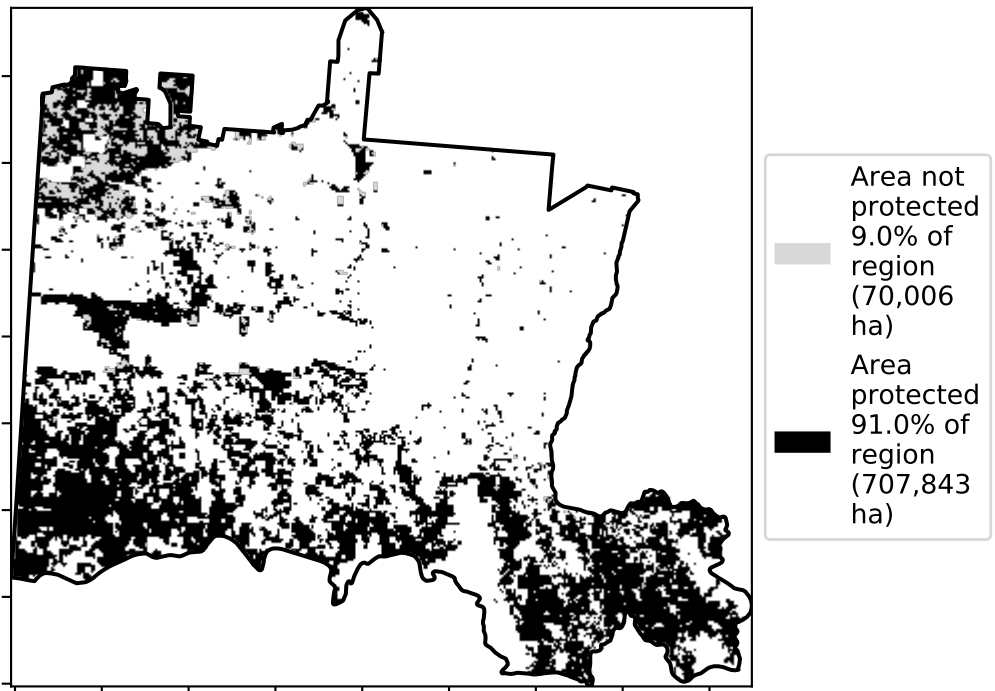 Area not
protected
9.0% of
region
(70,006
ha)
Area
protected
91.0% of
region
(707,843
ha)